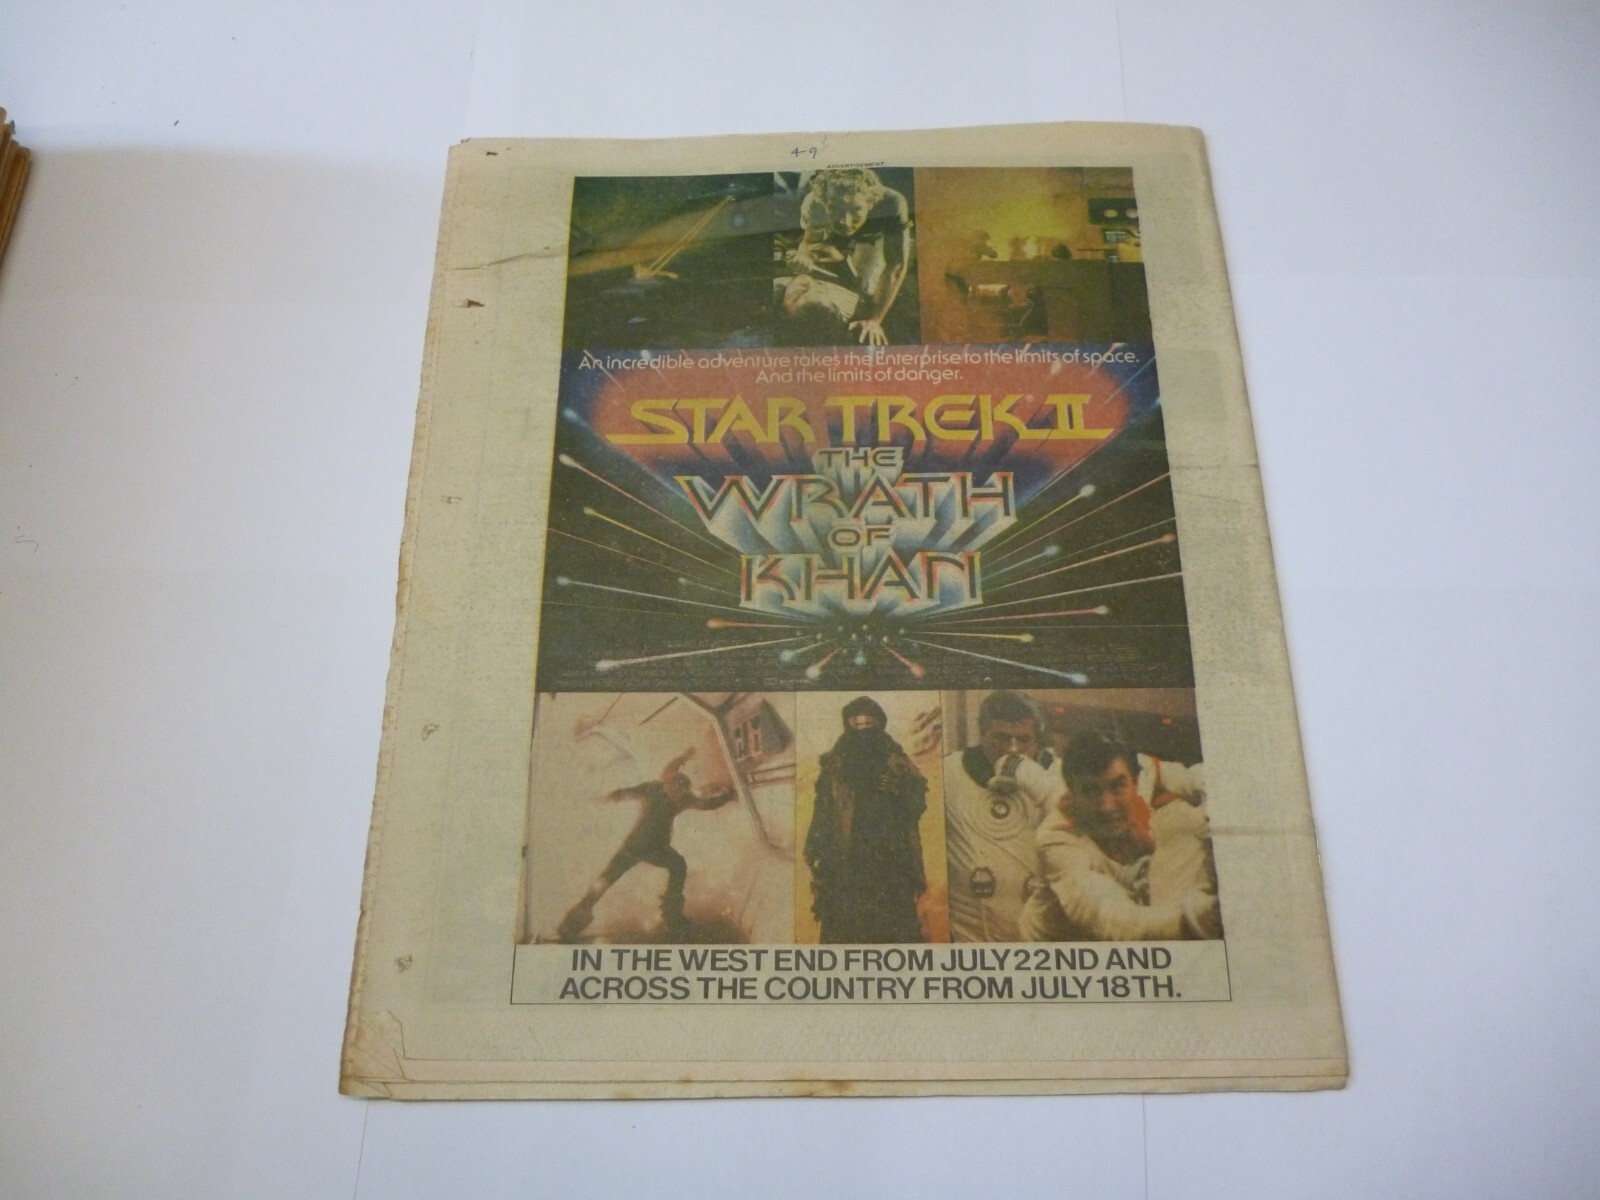 4-9
ADVERTISEMENT
An incredible adventure takes the Enterprise to the limits of space.
And the limits of danger.
STAR TREK II
THE
WRATH
OF
KHAN
IN THE WEST END FROM JULY 22ND AND
ACROSS THE COUNTRY FROM JULY 18TH.